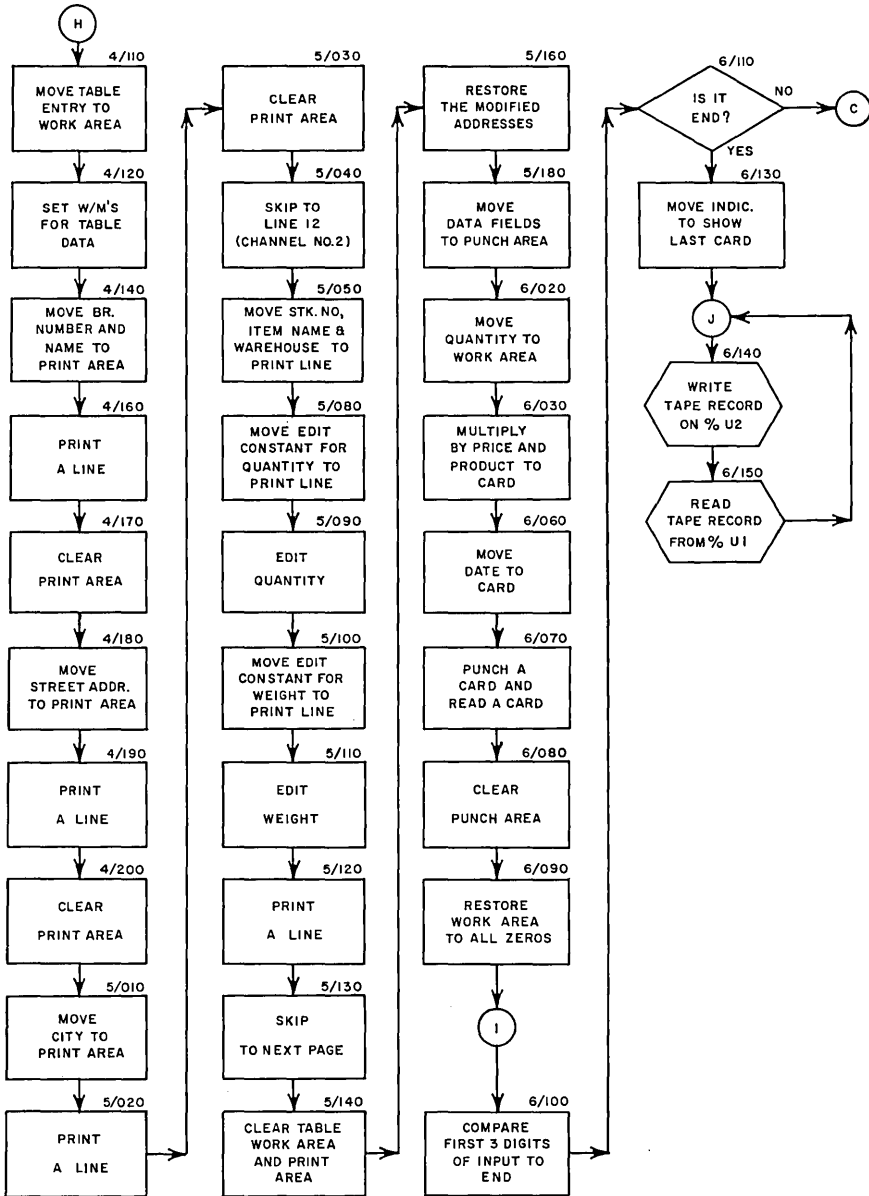 H
4/110
MOVE TABLE
ENTRY TO
WORK AREA
4/120
SET W/M'S
FOR TABLE
DATA
4/140
MOVE BR.
NUMBER AND
NAME TO
PRINT AREA
4/160
PRINT
A LINE
4/170
CLEAR
PRINT AREA
4/180
MOVE
STREET ADDR.
TO PRINT AREA
4/190
PRINT
A LINE
4/200
CLEAR
PRINT AREA
5/010
MOVE
CITY TO
PRINT AREA
5/020
PRINT
A LINE
5/030
CLEAR
PRINT AREA
5/040
SKIP TO
LINE 12
(CHANNEL NO.2)
5/050
MOVE STK. NO,
ITEM NAME &
WAREHOUSE TO
PRINT LINE
5/080
MOVE EDIT
CONSTANT FOR
QUANTITY TO
PRINT LINE
5/090
EDIT
QUANTITY
5/100
MOVE EDIT
CONSTANT FOR
WEIGHT TO
PRINT LINE
5/110
EDIT
WEIGHT
5/120
PRINT
A LINE
5/130
SKIP
TO NEXT PAGE
5/140
CLEAR TABLE
WORK AREA
AND PRINT
AREA
5/160
RESTORE
THE MODIFIED
ADDRESSES
5/180
MOVE
DATA FIELDS
TO PUNCH AREA
6/020
MOVE
QUANTITY TO
WORK AREA
6/030
MULTIPLY
BY PRICE AND
PRODUCT TO
CARD
6/060
MOVE
DATE TO
CARD
6/070
PUNCH A
CARD AND
READ A CARD
6/080
CLEAR
PUNCH AREA
6/090
RESTORE
WORK AREA
TO ALL ZEROS
I
6/100
COMPARE
FIRST 3 DIGITS
OF INPUT TO
END
6/110
IS IT
END?
NO
C
YES
6/130
MOVE INDIC.
TO SHOW
LAST CARD
J
6/140
WRITE
TAPE RECORD
ON % U2
6/150
READ
TAPE RECORD
FROM % U1